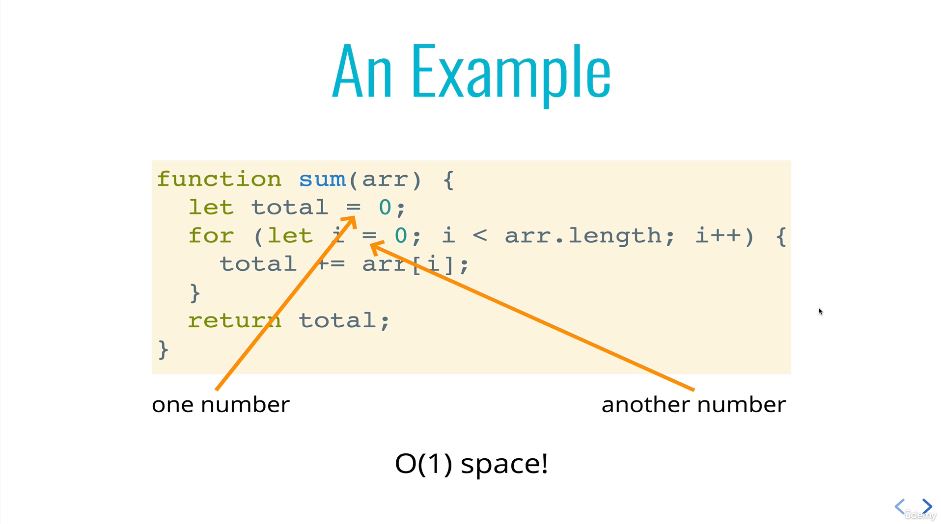 An Example
function sum(arr) {
  let total = 0;
  for (let i = 0; i < arr.length; i++) {
    total += arr[i];
  }
  return total;
}
one number
another number
O(1) space!
Udemy